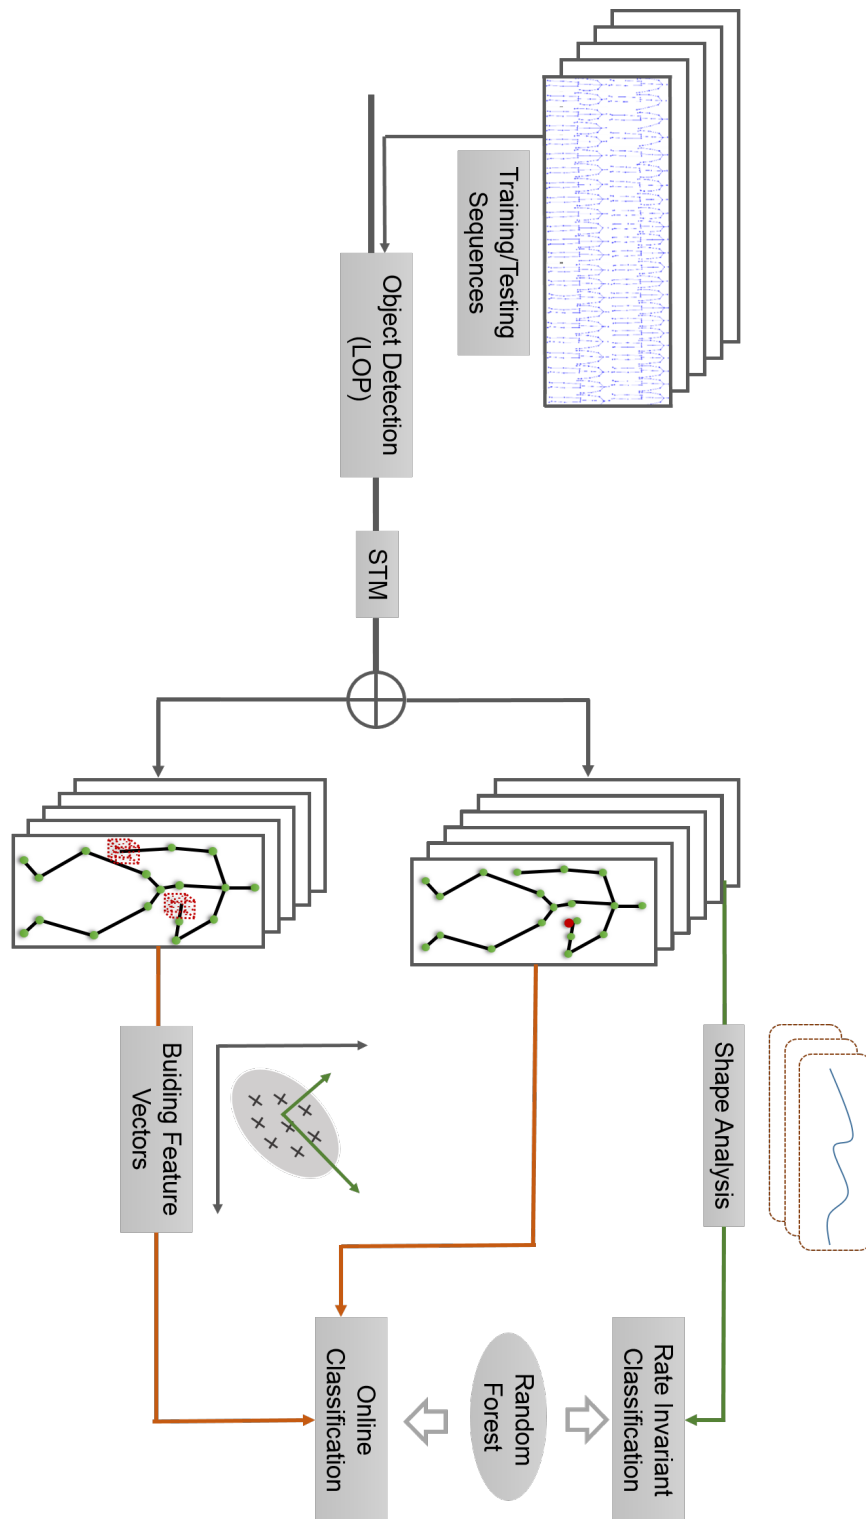 Training/Testing
Sequences
Object Detection
(LOP)
STM
Shape Analysis
Buiding Feature
Vectors
Rate Invariant
Classification
Random
Forest
Online
Classification